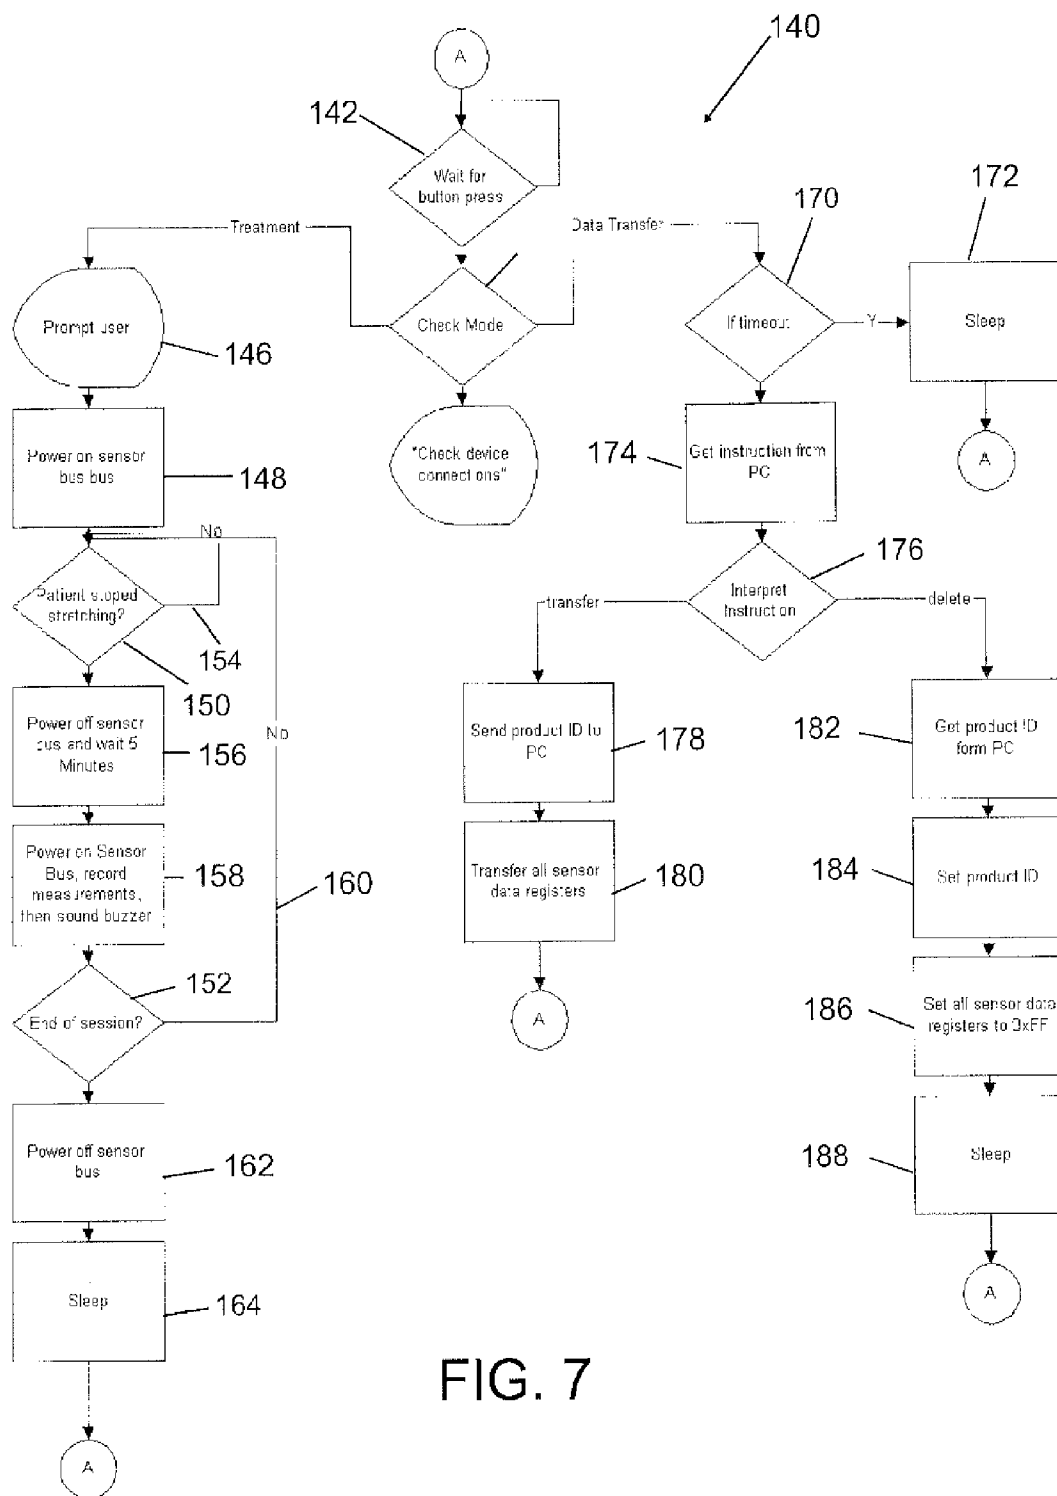 A
140
142
Wait for
button press
Treatment
Data Transfer
170
172
Prompt user
146
Check Mode
If timeout
Y
Sleep
"Check device
connections"
A
Power on sensor
bus bus
148
174
Get instruction from
PC
No
176
Patient stoped
stretching?
154
150
Interpret
Instruction
transfer
delete
Power off sensor
bus and wait 5
Minutes
156
No
Send product ID to
PC
178
182
Get product ID
form PC
Power on Sensor
Bus, record
measurements,
then sound buzzer
158
160
Transfer all sensor
data registers
180
184
Set product ID
152
End of session?
A
186
Set all sensor data
registers to 0xFF
Power off sensor
bus
162
188
Sleep
Sleep
164
A
FIG. 7
A